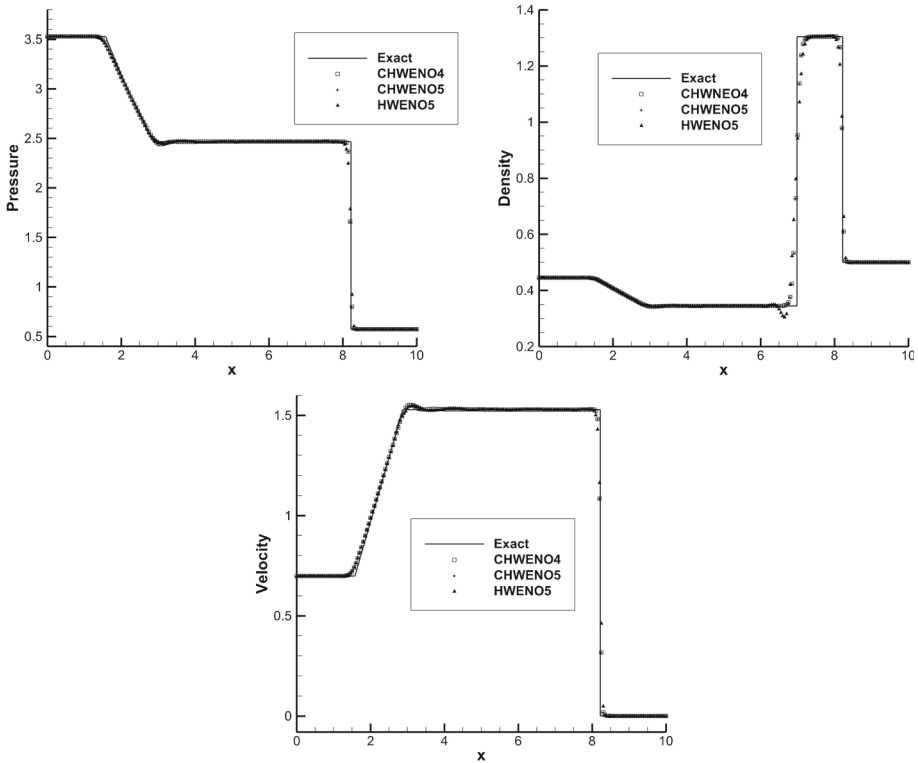 Pressure
3.5
3
2.5
2
1.5
1
0.5
0 2 4 6 8 10
x
Exact
CHWENO4
CHWENO5
HWENO5
Density
1.4
1.2
1
0.8
0.6
0.4
0.2
0 2 4 6 8 10
x
Exact
CHWNEO4
CHWENO5
HWENO5
Velocity
1.5
1
0.5
0
0 2 4 6 8 10
x
Exact
CHWENO4
CHWENO5
HWENO5